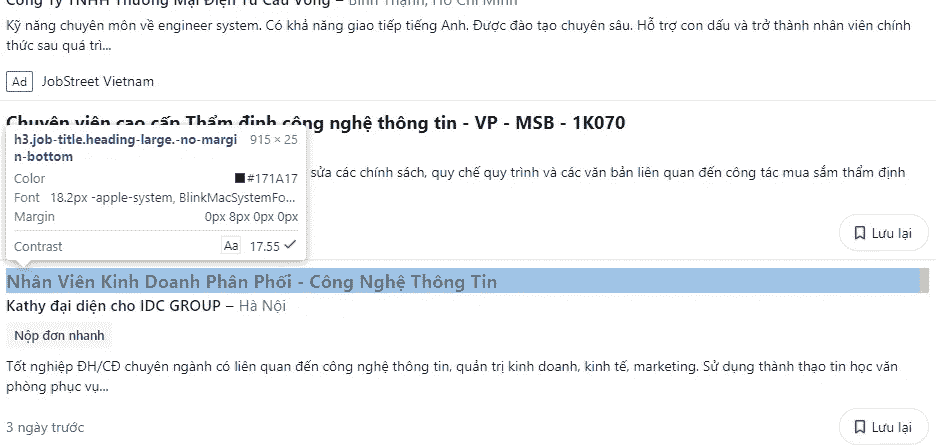 Công Ty TNHH Thương Mại Điện Tử Cầu Vồng – Bình Thạnh, Hồ Chí Minh
Kỹ năng chuyên môn về engineer system. Có khả năng giao tiếp tiếng Anh. Được đào tạo chuyên sâu. Hỗ trợ con dấu và trở thành nhân viên chính
thức sau quá trì...
Ad JobStreet Vietnam
Chuyên viên cao cấp Thẩm định công nghệ thông tin - VP - MSB - 1K070
h3.job-title.heading-large.-no-margi
n-bottom
915 × 25
Color #171A17
Font 18.2px -apple-system, BlinkMacSystemFo...
Margin 0px 8px 0px 0px
Contrast Aa 17.55
sửa các chính sách, quy chế quy trình và các văn bản liên quan đến công tác mua sắm thẩm định
Lưu lại
Nhân Viên Kinh Doanh Phân Phối - Công Nghệ Thông Tin
Kathy đại diện cho IDC GROUP – Hà Nội
Nộp đơn nhanh
Tốt nghiệp ĐH/CĐ chuyên ngành có liên quan đến công nghệ thông tin, quản trị kinh doanh, kinh tế, marketing. Sử dụng thành thạo tin học văn
phòng phục vụ...
3 ngày trước
Lưu lại